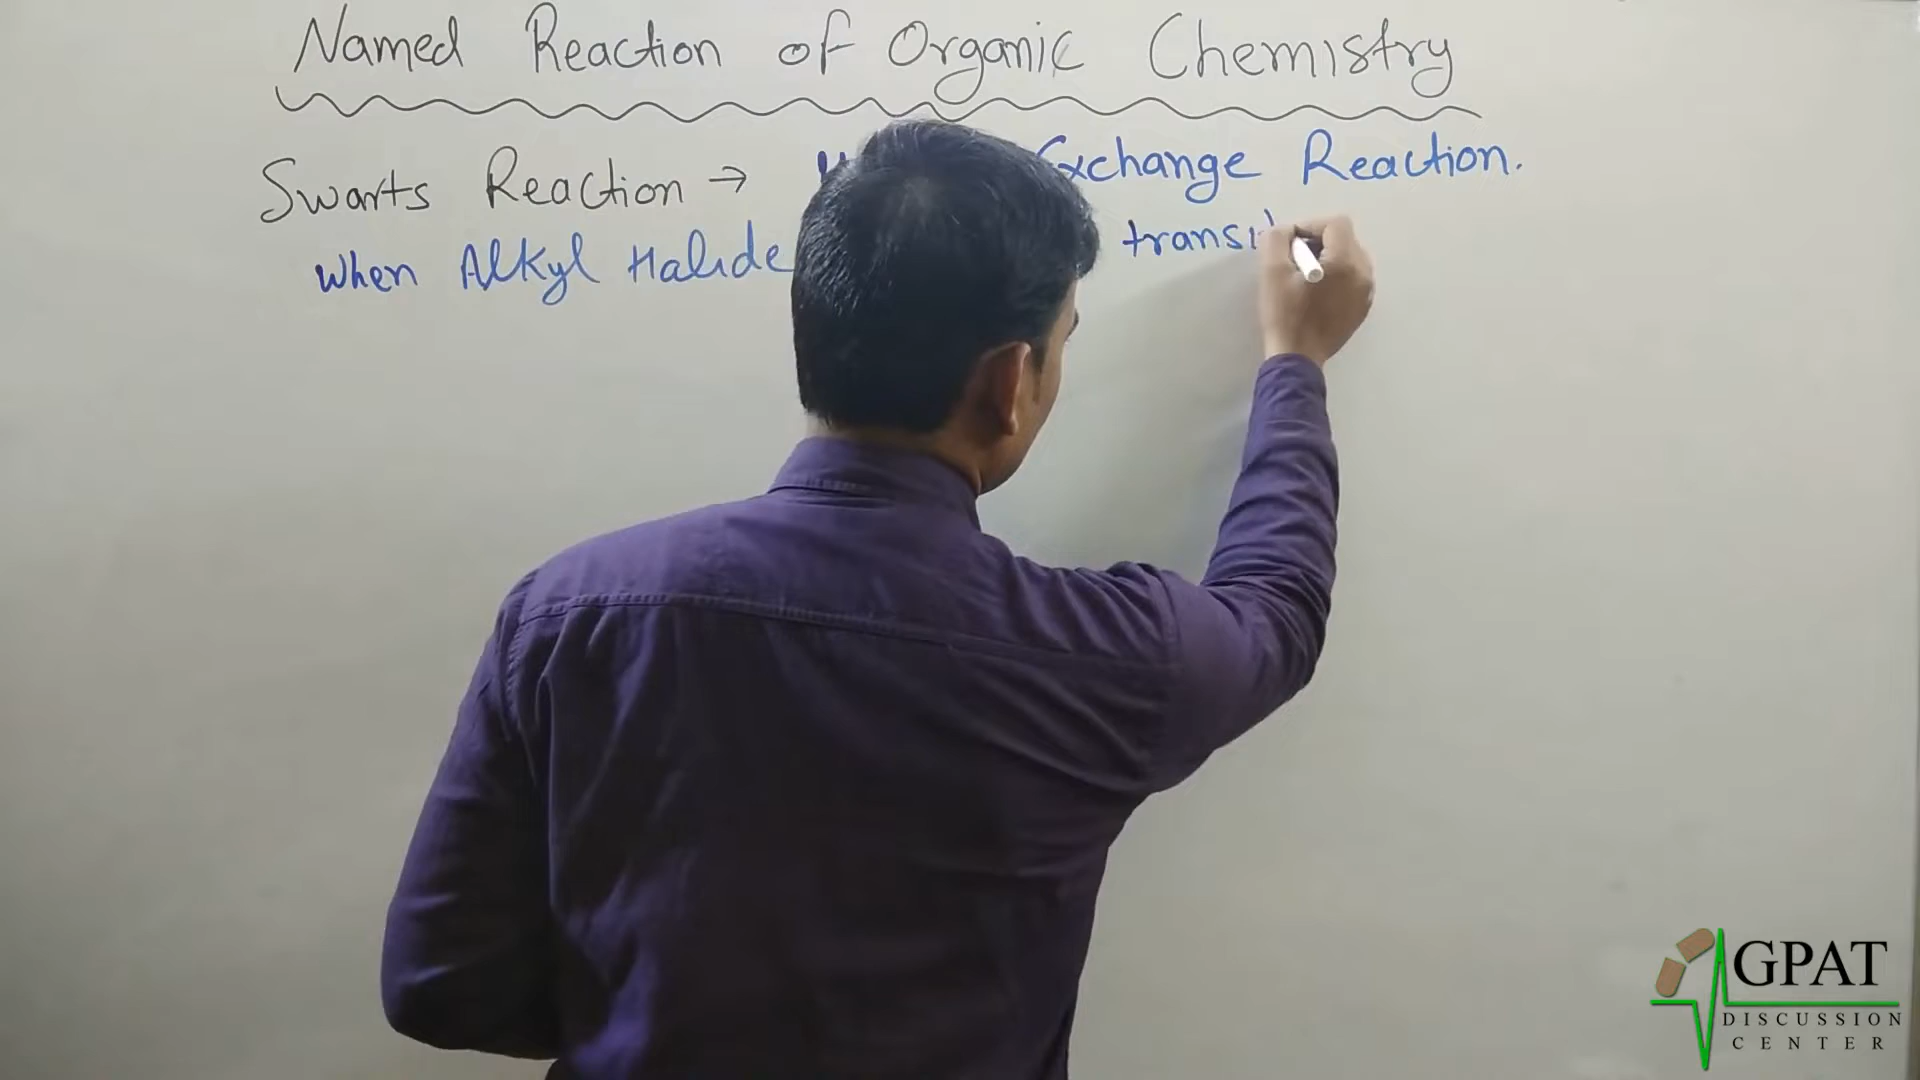 Named Reaction of Organic Chemistry
Swarts Reaction → Exchange Reaction.
When Alkyl Halide
GPAT
DISCUSSION
CENTER